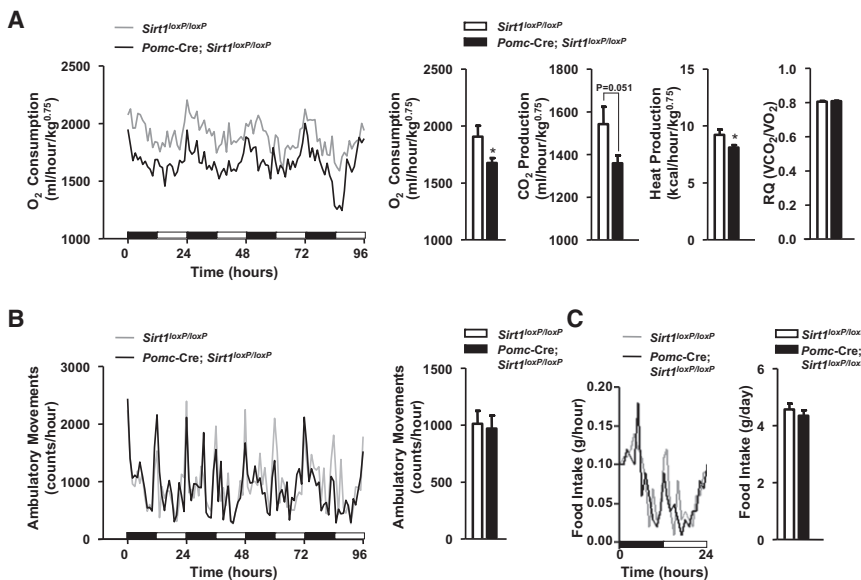 A
Sirt1loxP/loxP
Pomc-Cre; Sirt1loxP/loxP
O2 Consumption
(ml/hour/kg0.75)
2500
2000
1500
1000
0
24
48
72
96
Time (hours)
Sirt1loxP/loxP
Pomc-Cre; Sirt1loxP/loxP
O2 Consumption
(ml/hour/kg0.75)
2500
2000
1500
1000
*
CO2 Production
(ml/hour/kg0.75)
1800
1600
1400
1200
1000
P=0.051
Heat Production
(kcal/hour/kg0.75)
15
10
5
0
*
RQ (VCO2/VO2)
1.0
0.8
0.6
0.4
0.2
0.0
B
Sirt1loxP/loxP
Pomc-Cre; Sirt1loxP/loxP
Ambulatory Movements
(counts/hour)
3000
2000
1000
0
0
24
48
72
96
Time (hours)
Sirt1loxP/loxP
Pomc-Cre;
Sirt1loxP/loxP
Ambulatory Movements
(counts/hour)
1500
1000
500
0
C
Sirt1loxP/loxP
Pomc-Cre;
Sirt1loxP/loxP
Food Intake (g/hour)
0.20
0.15
0.10
0.05
0.00
0
24
Time (hours)
Sirt1loxP/lox
Pomc-Cre;
Sirt1loxP/lox
Food Intake (g/day)
6
4
2
0